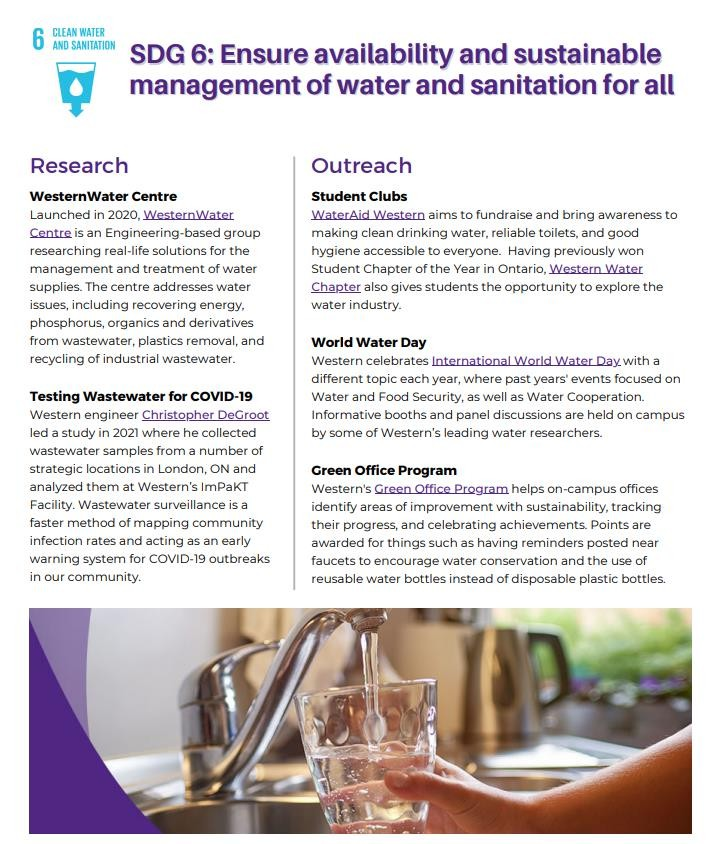 6 CLEAN WATER
AND SANITATION
SDG 6: Ensure availability and sustainable
management of water and sanitation for all
Research
WesternWater Centre
Launched in 2020, WesternWater
Centre is an Engineering-based group
researching real-life solutions for the
management and treatment of water
supplies. The centre addresses water
issues, including recovering energy,
phosphorus, organics and derivatives
from wastewater, plastics removal, and
recycling of industrial wastewater.
Testing Wastewater for COVID-19
Western engineer Christopher DeGroot
led a study in 2021 where he collected
wastewater samples from a number of
strategic locations in London, ON and
analyzed them at Western's ImPaKT
Facility. Wastewater surveillance is a
faster method of mapping community
infection rates and acting as an early
warning system for COVID-19 outbreaks
in our community.
Outreach
Student Clubs
WaterAid Western aims to fundraise and bring awareness to
making clean drinking water, reliable toilets, and good
hygiene accessible to everyone.  Having previously won
Student Chapter of the Year in Ontario, Western Water
Chapter also gives students the opportunity to explore the
water industry.
World Water Day
Western celebrates International World Water Day with a
different topic each year, where past years' events focused on
Water and Food Security, as well as Water Cooperation.
Informative booths and panel discussions are held on campus
by some of Western's leading water researchers.
Green Office Program
Western's Green Office Program helps on-campus offices
identify areas of improvement with sustainability, tracking
their progress, and celebrating achievements. Points are
awarded for things such as having reminders posted near
faucets to encourage water conservation and the use of
reusable water bottles instead of disposable plastic bottles.